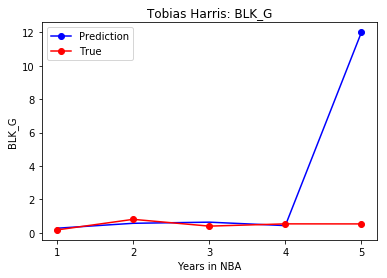 Tobias Harris: BLK_G
Prediction
True
BLK_G
12
10
8
6
4
2
0
1 2 3 4 5
Years in NBA